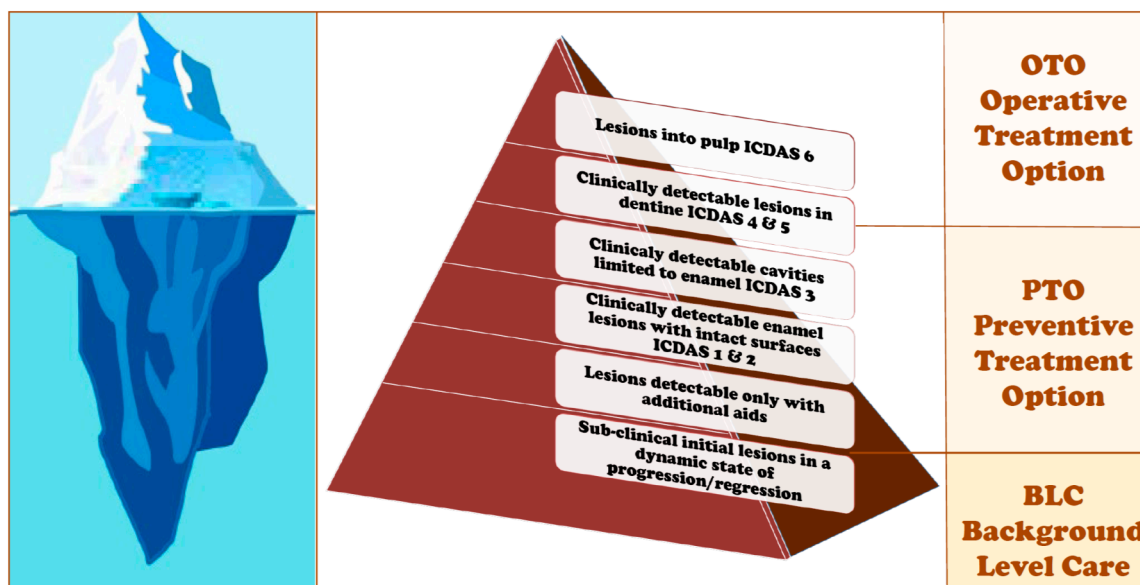 Lesions into pulp ICDAS 6
Clinically detectable lesions in
dentine ICDAS 4 & 5
Clinicaly detectable cavities
limited to enamel ICDAS 3
Clinically detectable enamel
lesions with intact surfaces
ICDAS 1 & 2
Lesions detectable only with
additional aids
Sub-clinical initial lesions in a
dynamic state of
progression/regression
OTO
Operative
Treatment
Option
PTO
Preventive
Treatment
Option
BLC
Background
Level Care